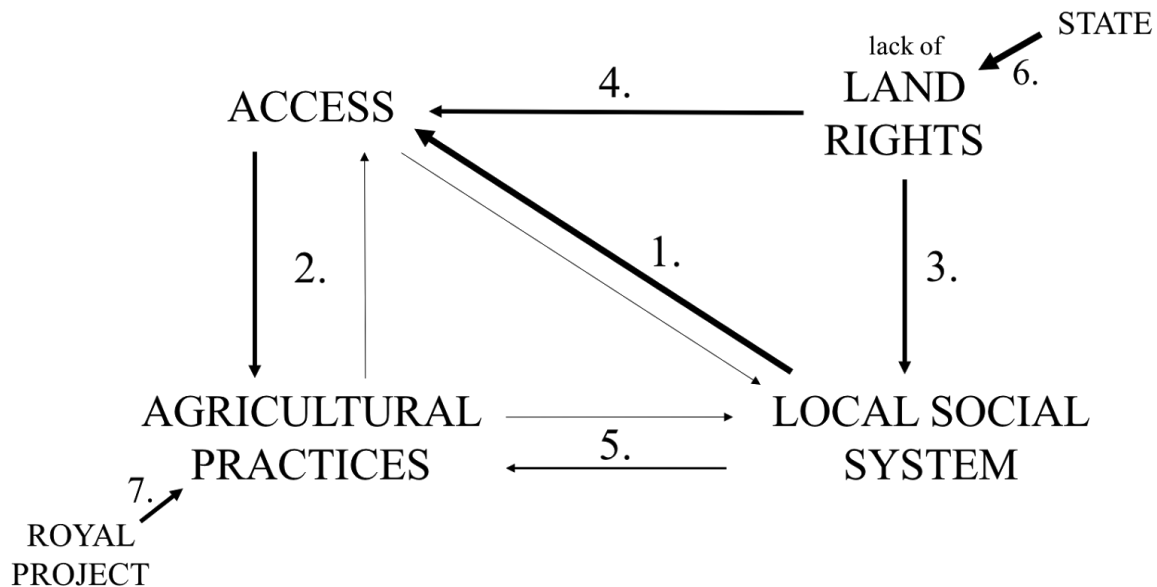 STATE
6.
lack of
LAND
RIGHTS
4.
ACCESS
1.
2.
3.
AGRICULTURAL
PRACTICES
5.
LOCAL SOCIAL
SYSTEM
7.
ROYAL
PROJECT